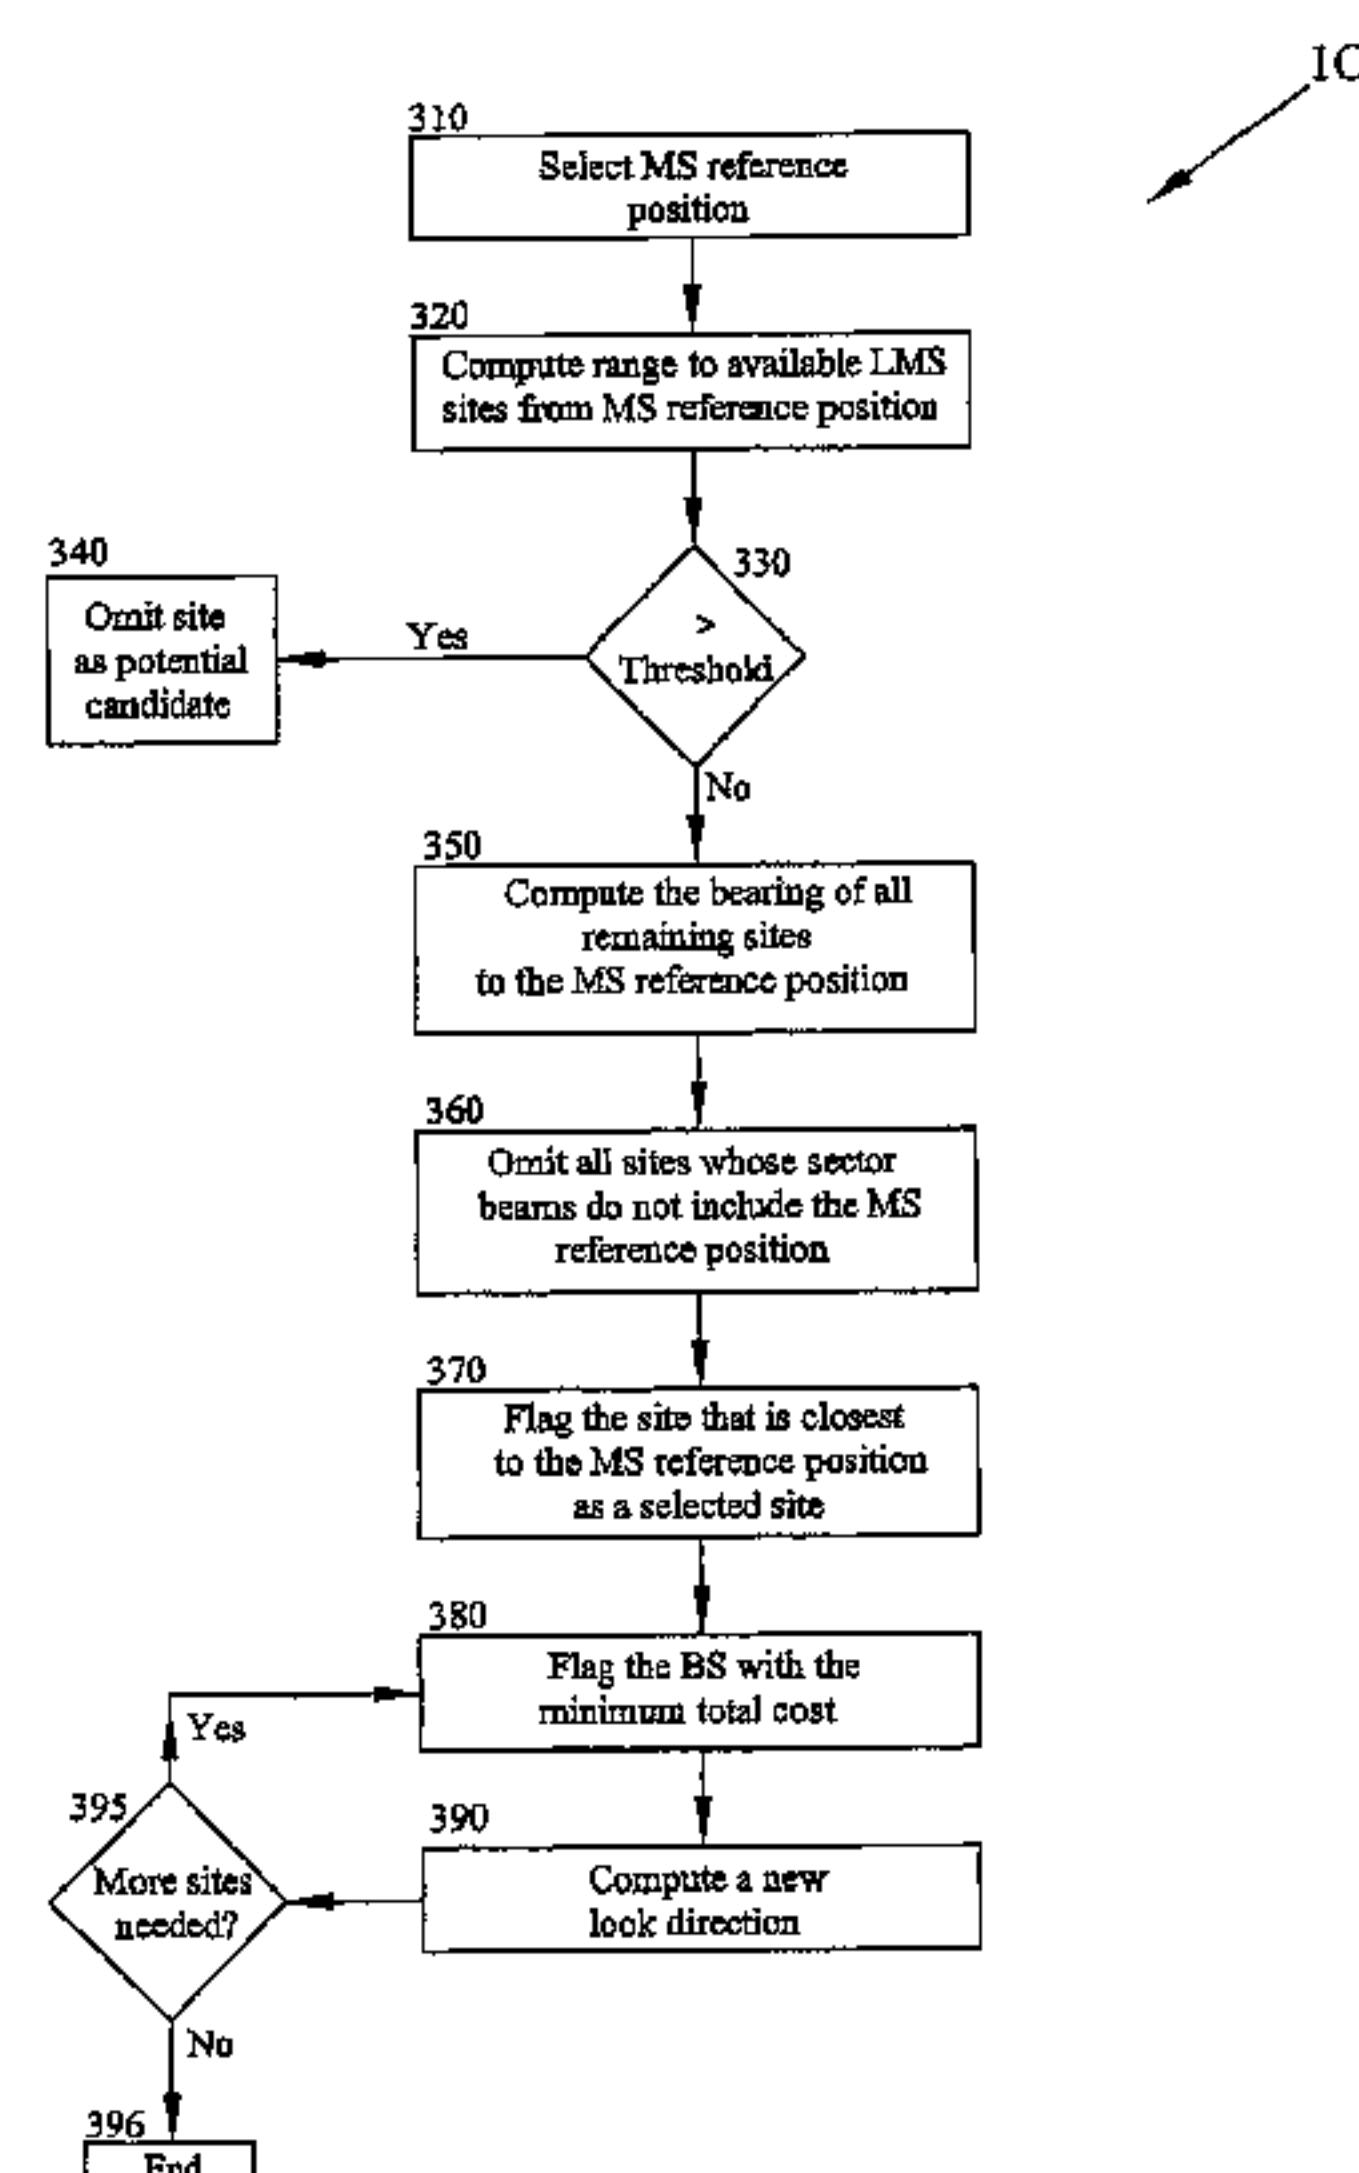 10
310
Select MS reference
position
320
Compute range to available LMS
sites from MS reference position
340
Omit site
as potential
candidate
Yes
330
>
Threshold
No
350
Compute the bearing of all
remaining sites
to the MS reference position
360
Omit all sites whose sector
beams do not include the MS
reference position
370
Flag the site that is closest
to the MS reference position
as a selected site
380
Flag the BS with the
minimum total cost
Yes
395
More sites
needed?
390
Compute a new
look direction
No
396
End